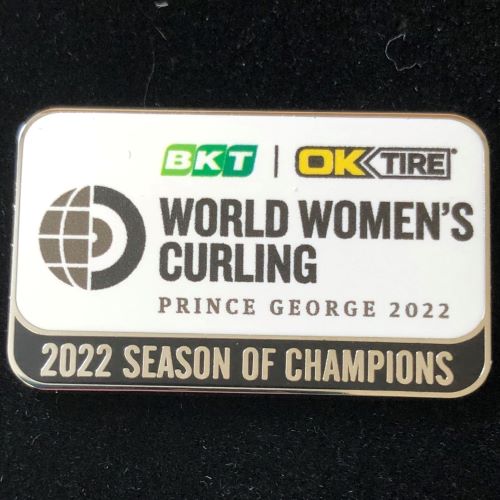 BKT | OK TIRE
WORLD WOMEN'S
CURLING
PRINCE GEORGE 2022
2022 SEASON OF CHAMPIONS